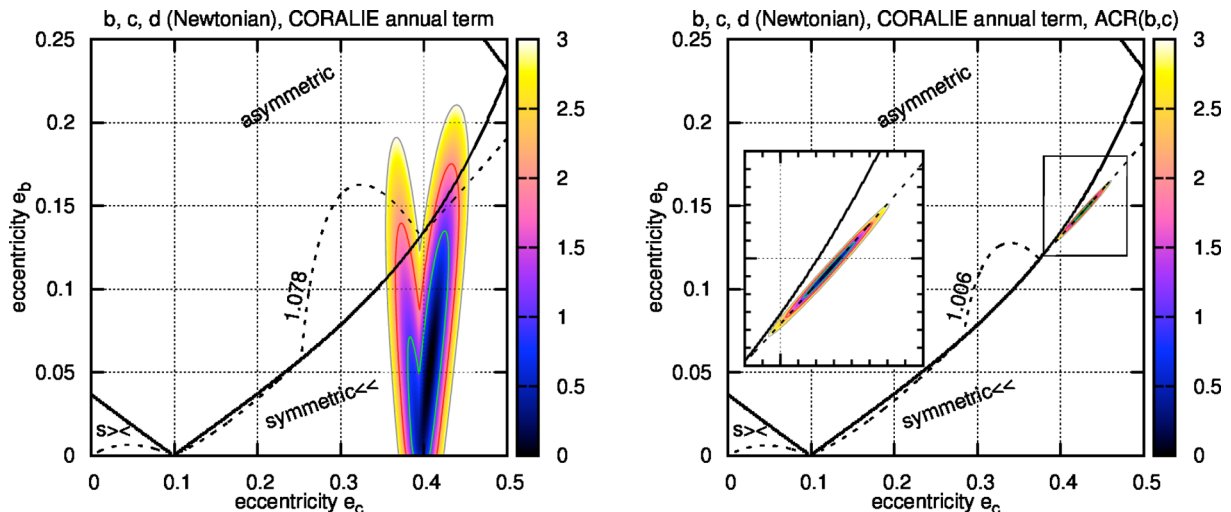 b, c, d (Newtonian), CORALIE annual term
0.25
0.2
0.15
0.1
0.05
0
eccentricity e_b
asymmetric
1.078
symmetric<<
s><
0 0.1 0.2 0.3 0.4 0.5
eccentricity e_c
3
2.5
2
1.5
1
0.5
0
b, c, d (Newtonian), CORALIE annual term, ACR(b,c)
0.25
0.2
0.15
0.1
0.05
0
eccentricity e_b
asymmetric
1.006
symmetric<<
s><
0 0.1 0.2 0.3 0.4 0.5
eccentricity e_c
3
2.5
2
1.5
1
0.5
0